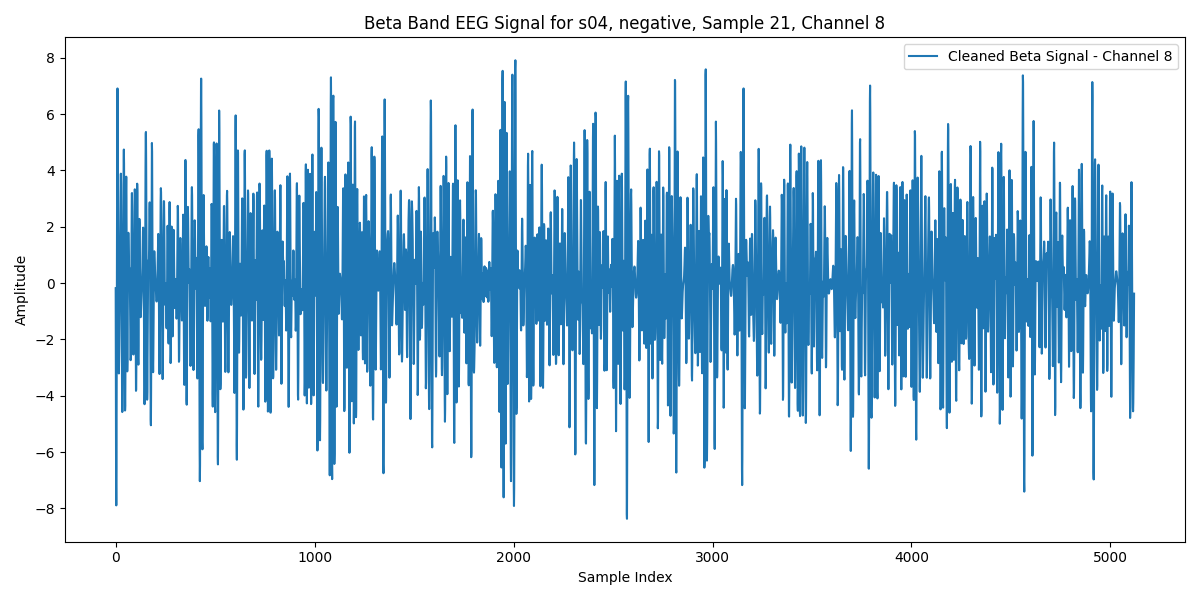 Beta Band EEG Signal for s04, negative, Sample 21, Channel 8
Cleaned Beta Signal - Channel 8
8
6
4
2
0
−2
−4
−6
−8
Amplitude
0 1000 2000 3000 4000 5000
Sample Index